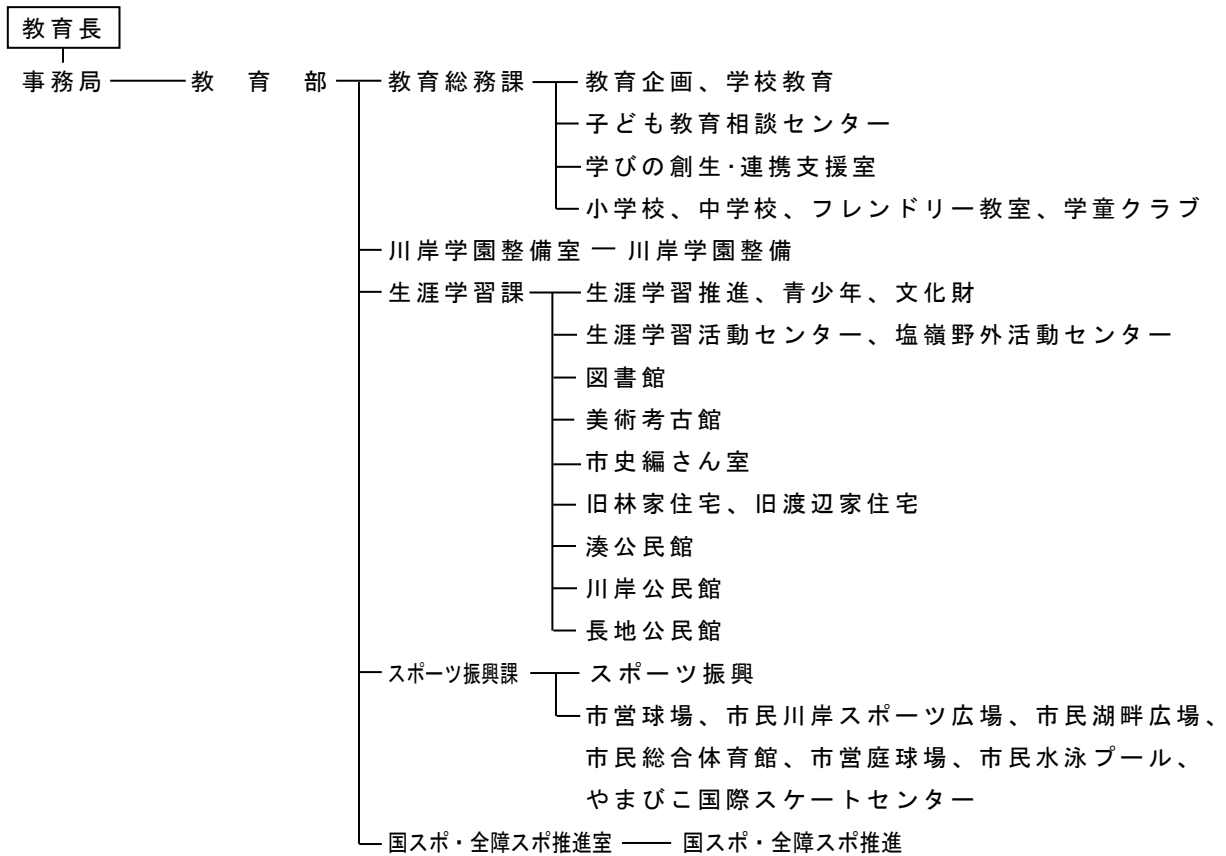 教育長
事務局 教育部 教育総務課 教育企画、学校教育
子ども教育相談センター
学びの創生・連携支援室
小学校、中学校、フレンドリー教室、学童クラブ
川岸学園整備室 川岸学園整備
生涯学習課 生涯学習推進、青少年、文化財
生涯学習活動センター、塩嶺野外活動センター
図書館
美術考古館
市史編さん室
旧林家住宅、旧渡辺家住宅
湊公民館
川岸公民館
長地公民館
スポーツ振興課 スポーツ振興
市営球場、市民川岸スポーツ広場、市民湖畔広場、
市民総合体育館、市営庭球場、市民水泳プール、
やまびこ国際スケートセンター
国スポ・全障スポ推進室 国スポ・全障スポ推進